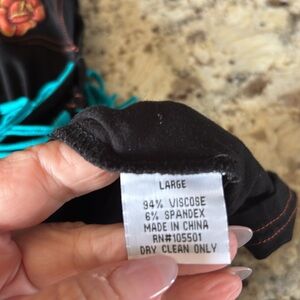 LARGE
94% VISCOSE
6% SPANDEX
MADE IN CHINA
RN#105501
DRY CLEAN ONLY